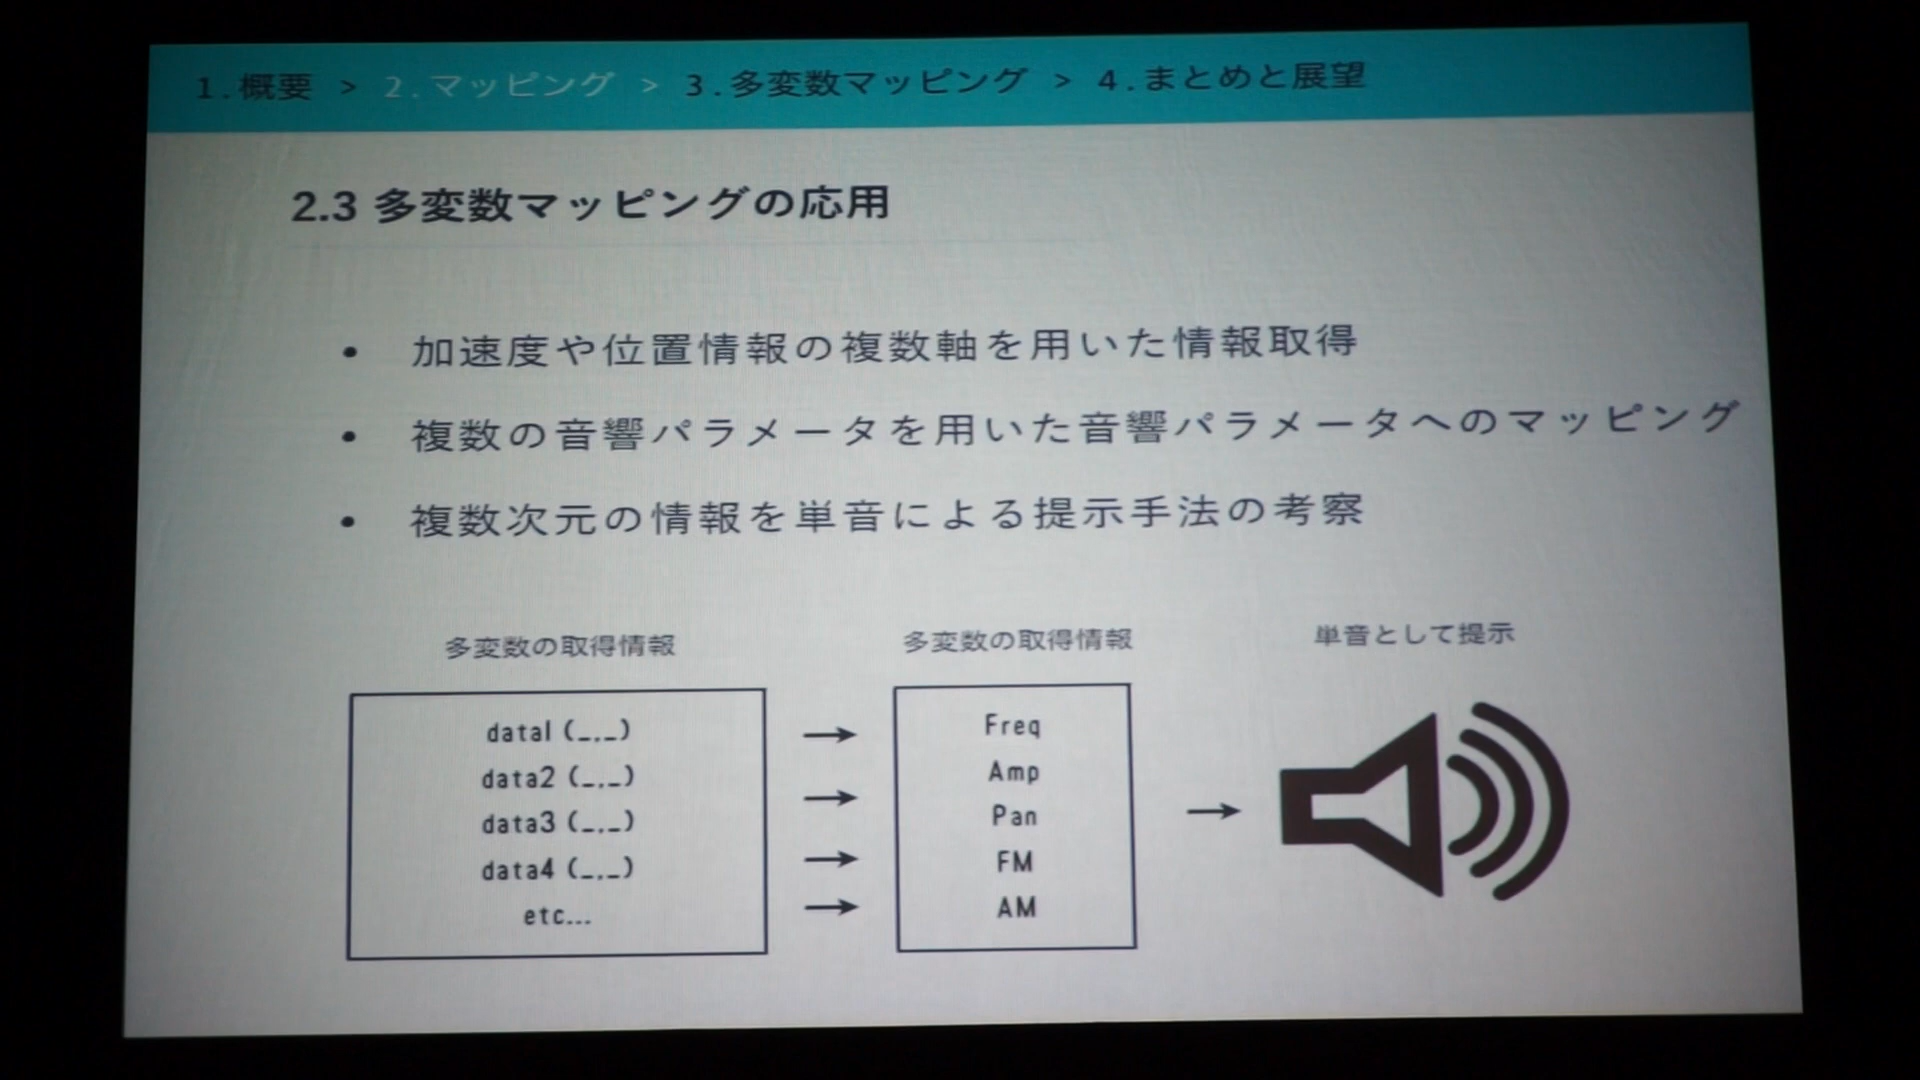 1.概要 > 2.マッピング > 3.多変数マッピング > 4.まとめと展望
2.3 多変数マッピングの応用
• 加速度や位置情報の複数軸を用いた情報取得
• 複数の音響パラメータを用いた音響パラメータへのマッピング
• 複数次元の情報を単音による提示手法の考察
多変数の取得情報
data1 (_,_)
data2 (_,_)
data3 (_,_)
data4 (_,_)
etc...
多変数の取得情報
Freq
Amp
Pan
FM
AM
単音として提示